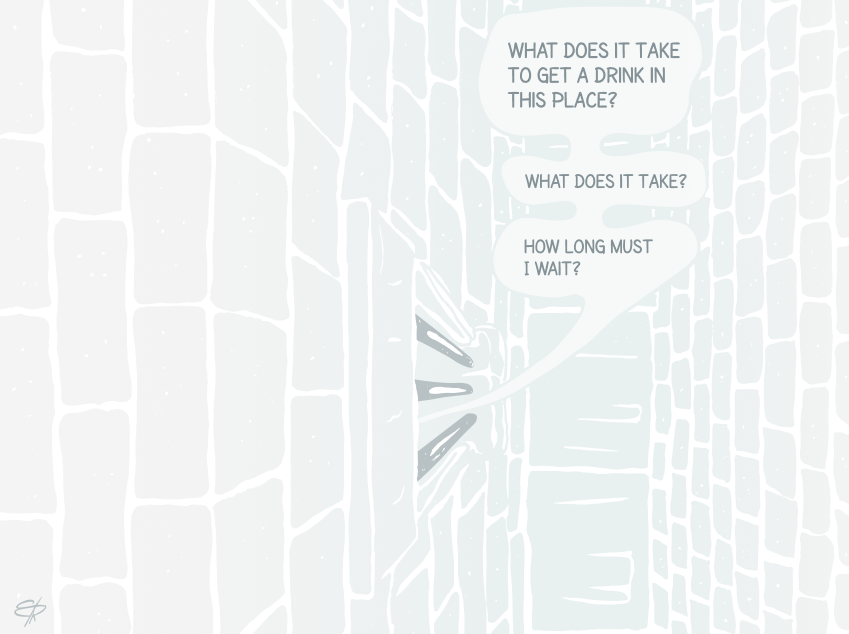 WHAT DOES IT TAKE
TO GET A DRINK IN
THIS PLACE?
WHAT DOES IT TAKE?
HOW LONG MUST
I WAIT?